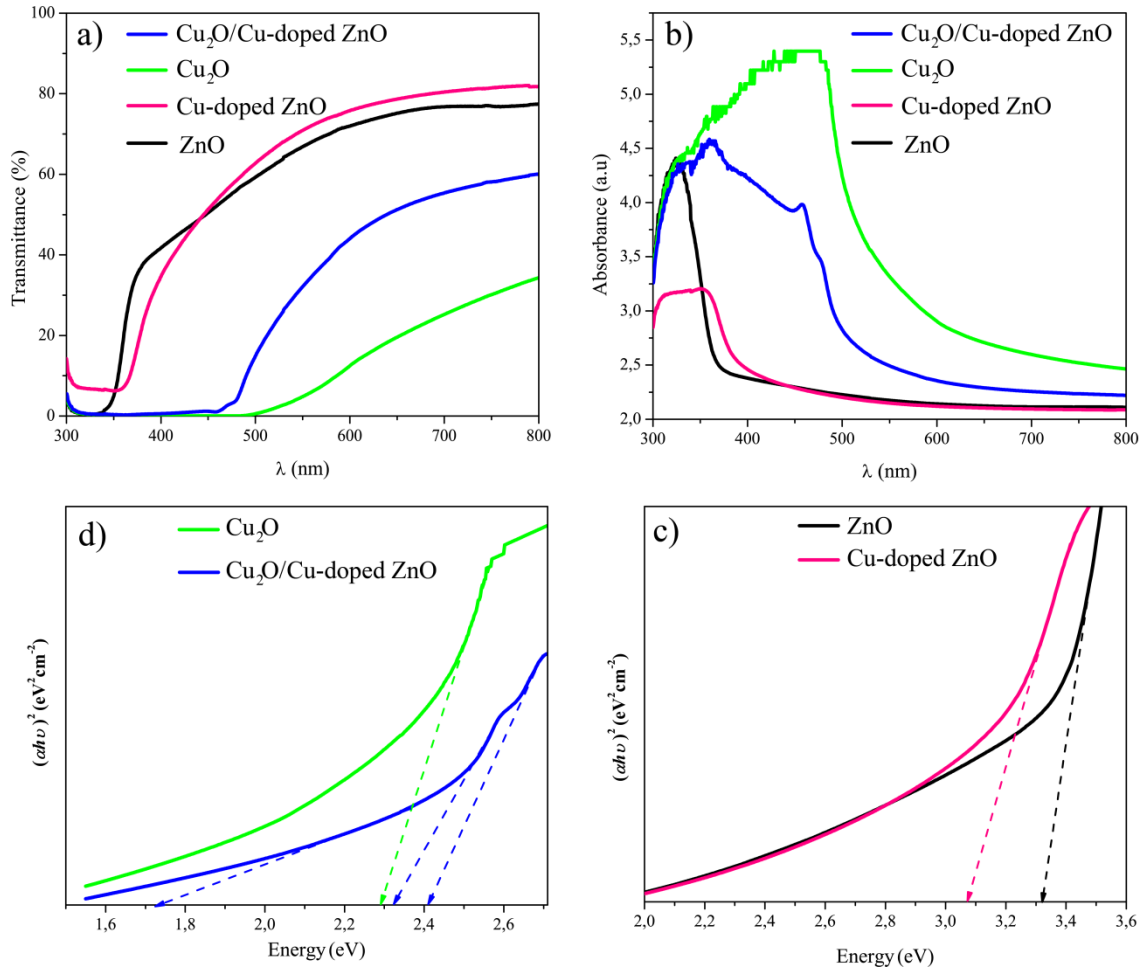 a)
Cu₂O/Cu-doped ZnO
Cu₂O
Cu-doped ZnO
ZnO
Transmittance (%)
100
80
60
40
20
0
300 400 500 600 700 800
λ (nm)
b)
Cu₂O/Cu-doped ZnO
Cu₂O
Cu-doped ZnO
ZnO
Absorbance (a.u)
5,5
5,0
4,5
4,0
3,5
3,0
2,5
2,0
300 400 500 600 700 800
λ (nm)
d)
Cu₂O
Cu₂O/Cu-doped ZnO
(αhυ)² (eV²cm⁻²)
1,6 1,8 2,0 2,2 2,4 2,6
Energy (eV)
c)
ZnO
Cu-doped ZnO
(αhυ)² (eV²cm⁻²)
2,0 2,2 2,4 2,6 2,8 3,0 3,2 3,4 3,6
Energy (eV)